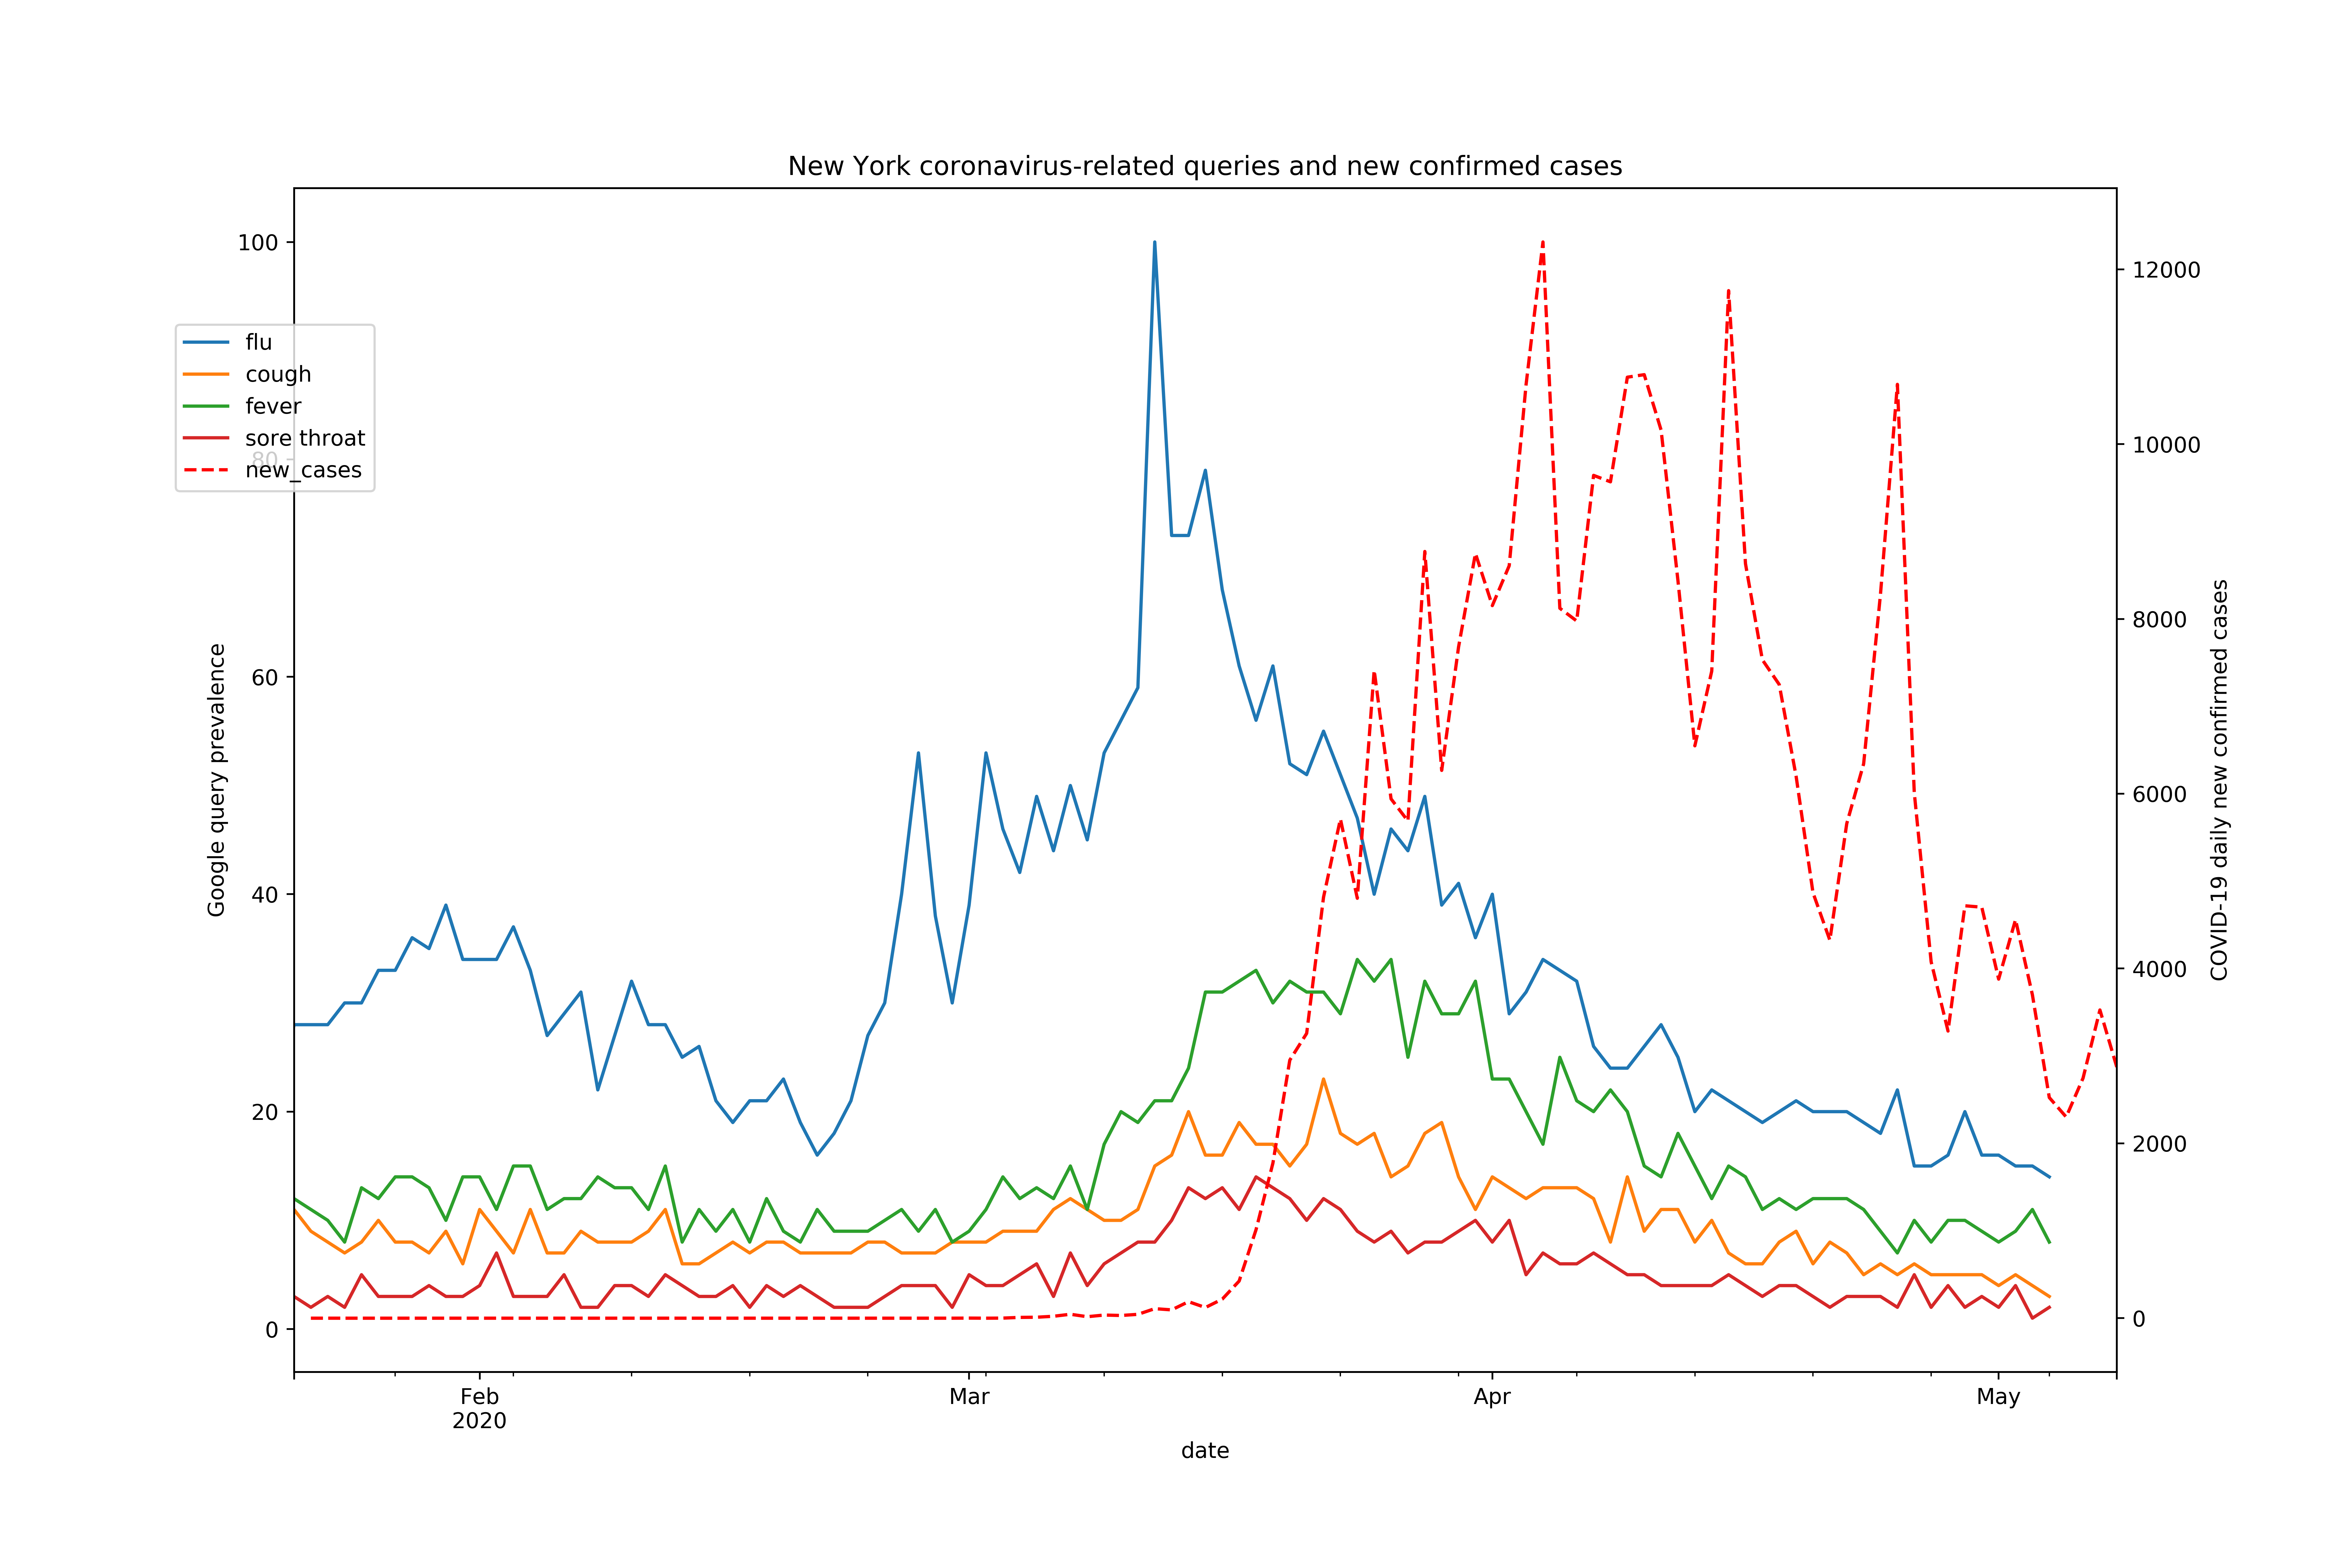 New York coronavirus-related queries and new confirmed cases
100
80
60
40
20
0
Google query prevalence
flu
cough
fever
sore throat
new_cases
12000
10000
8000
6000
4000
2000
0
COVID-19 daily new confirmed cases
Feb
2020
Mar
Apr
May
date